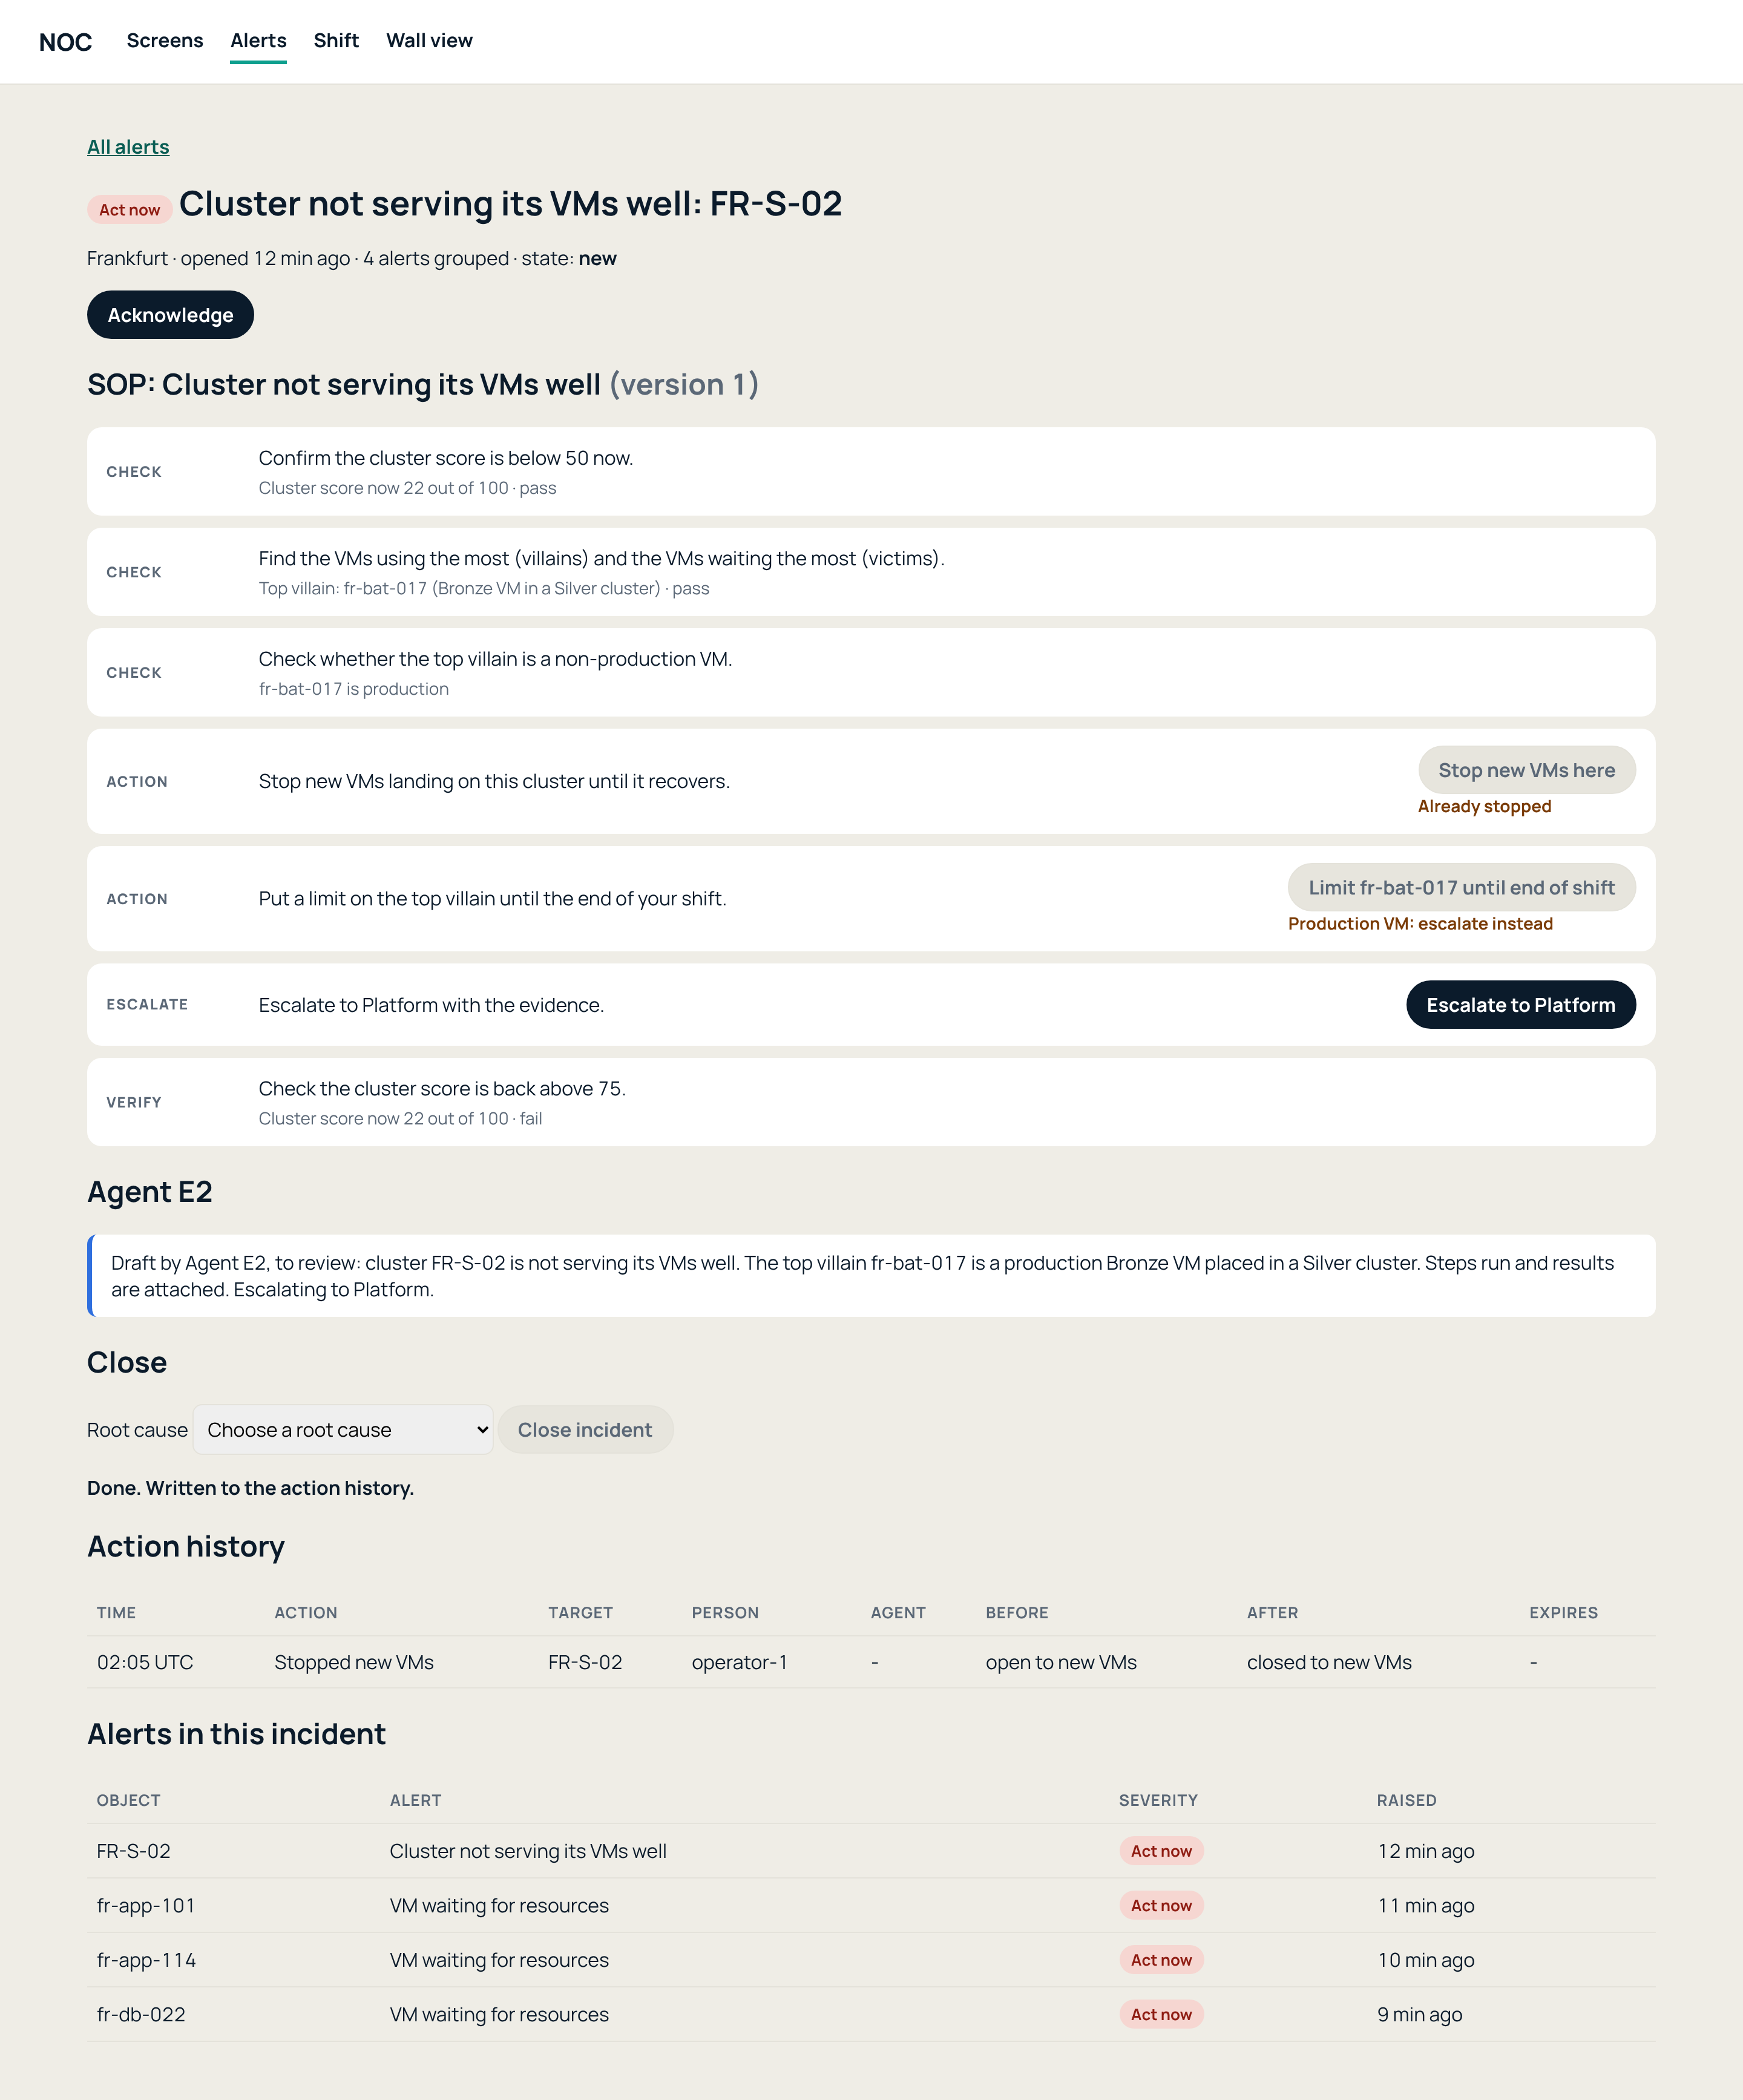 NOC Screens Alerts Shift Wall view
All alerts
Act now Cluster not serving its VMs well: FR-S-02
Frankfurt · opened 12 min ago · 4 alerts grouped · state: new
Acknowledge
SOP: Cluster not serving its VMs well (version 1)
CHECK
Confirm the cluster score is below 50 now.
Cluster score now 22 out of 100 · pass
CHECK
Find the VMs using the most (villains) and the VMs waiting the most (victims).
Top villain: fr-bat-017 (Bronze VM in a Silver cluster) · pass
CHECK
Check whether the top villain is a non-production VM.
fr-bat-017 is production
ACTION
Stop new VMs landing on this cluster until it recovers.
Stop new VMs here
Already stopped
ACTION
Put a limit on the top villain until the end of your shift.
Limit fr-bat-017 until end of shift
Production VM: escalate instead
ESCALATE
Escalate to Platform with the evidence.
Escalate to Platform
VERIFY
Check the cluster score is back above 75.
Cluster score now 22 out of 100 · fail
Agent E2
Draft by Agent E2, to review: cluster FR-S-02 is not serving its VMs well. The top villain fr-bat-017 is a production Bronze VM placed in a Silver cluster. Steps run and results
are attached. Escalating to Platform.
Close
Root cause Choose a root cause Close incident
Done. Written to the action history.
Action history
TIME ACTION TARGET PERSON AGENT BEFORE AFTER EXPIRES
02:05 UTC Stopped new VMs FR-S-02 operator-1 - open to new VMs closed to new VMs -
Alerts in this incident
OBJECT ALERT SEVERITY RAISED
FR-S-02 Cluster not serving its VMs well Act now 12 min ago
fr-app-101 VM waiting for resources Act now 11 min ago
fr-app-114 VM waiting for resources Act now 10 min ago
fr-db-022 VM waiting for resources Act now 9 min ago